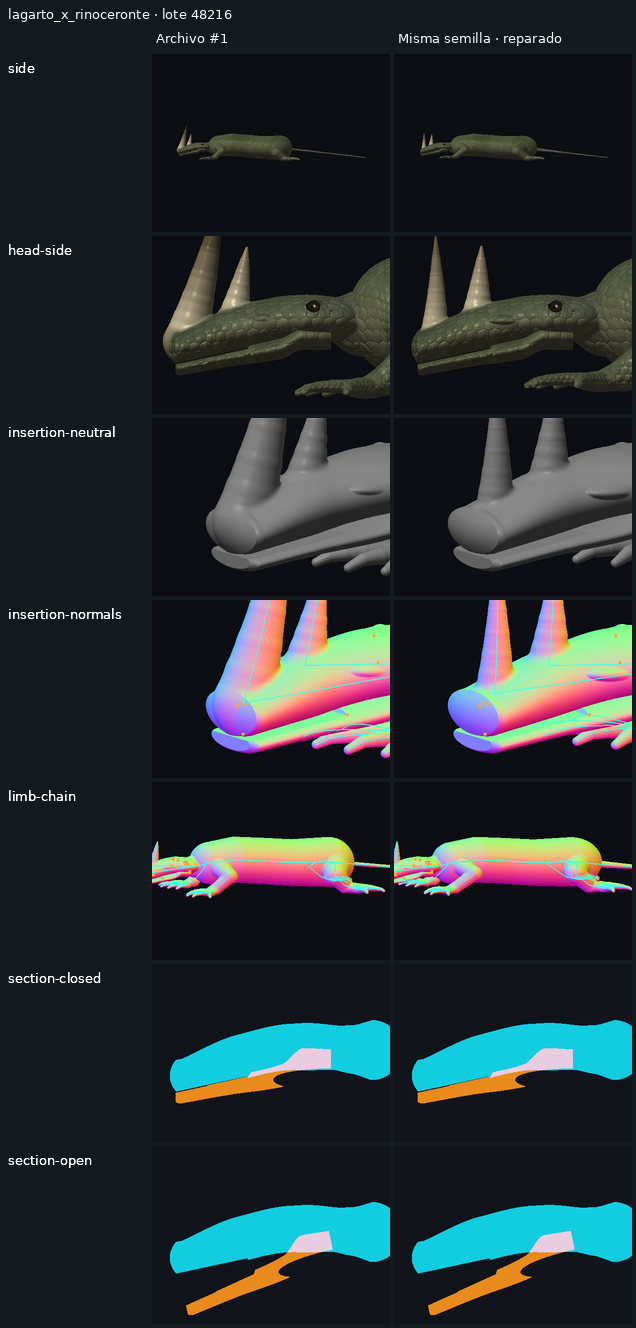 lagarto_x_rinoceronte · lote 48216
Archivo #1
Misma semilla · reparado
side
head-side
insertion-neutral
insertion-normals
limb-chain
section-closed
section-open